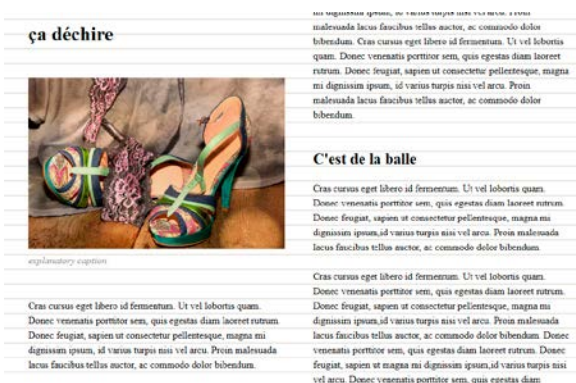 ça déchire
explanatory caption
Cras cursus eget libero id fermentum. Ut vel lobortis quam.
Donec venenatis porttitor sem, quis egestas diam laoreet rutrum.
Donec feugiat, sapien ut consectetur pellentesque, magna mi
dignissim ipsum, id varius turpis nisi vel arcu. Proin malesuada
lacus faucibus tellus auctor, ac commodo dolor bibendum.
mi dignissim ipsum, id varius turpis nisi vel arcu. Proin
malesuada lacus faucibus tellus auctor, ac commodo dolor
bibendum. Cras cursus eget libero id fermentum. Ut vel lobortis
quam. Donec venenatis porttitor sem, quis egestas diam laoreet
rutrum. Donec feugiat, sapien ut consectetur pellentesque, magna
mi dignissim ipsum, id varius turpis nisi vel arcu. Proin
malesuada lacus faucibus tellus auctor, ac commodo dolor
bibendum.
C'est de la balle
Cras cursus eget libero id fermentum. Ut vel lobortis quam.
Donec venenatis porttitor sem, quis egestas diam laoreet rutrum.
Donec feugiat, sapien ut consectetur pellentesque, magna mi
dignissim ipsum,id varius turpis nisi vel arcu. Proin malesuada
lacus faucibus tellus auctor, ac commodo dolor bibendum.
Cras cursus eget libero id fermentum. Ut vel lobortis quam.
Donec venenatis porttitor sem, quis egestas diam laoreet rutrum.
Donec feugiat, sapien ut consectetur pellentesque, magna mi
dignissim ipsum,id varius turpis nisi vel arcu. Proin malesuada
lacus faucibus tellus auctor, ac commodo dolor bibendum. Donec
venenatis porttitor sem, quis egestas diam laoreet rutrum. Donec
feugiat, sapien ut magna mi dignissim ipsum,id varius turpis nisi
vel arcu. Donec venenatis porttitor sem, quis egestas diam